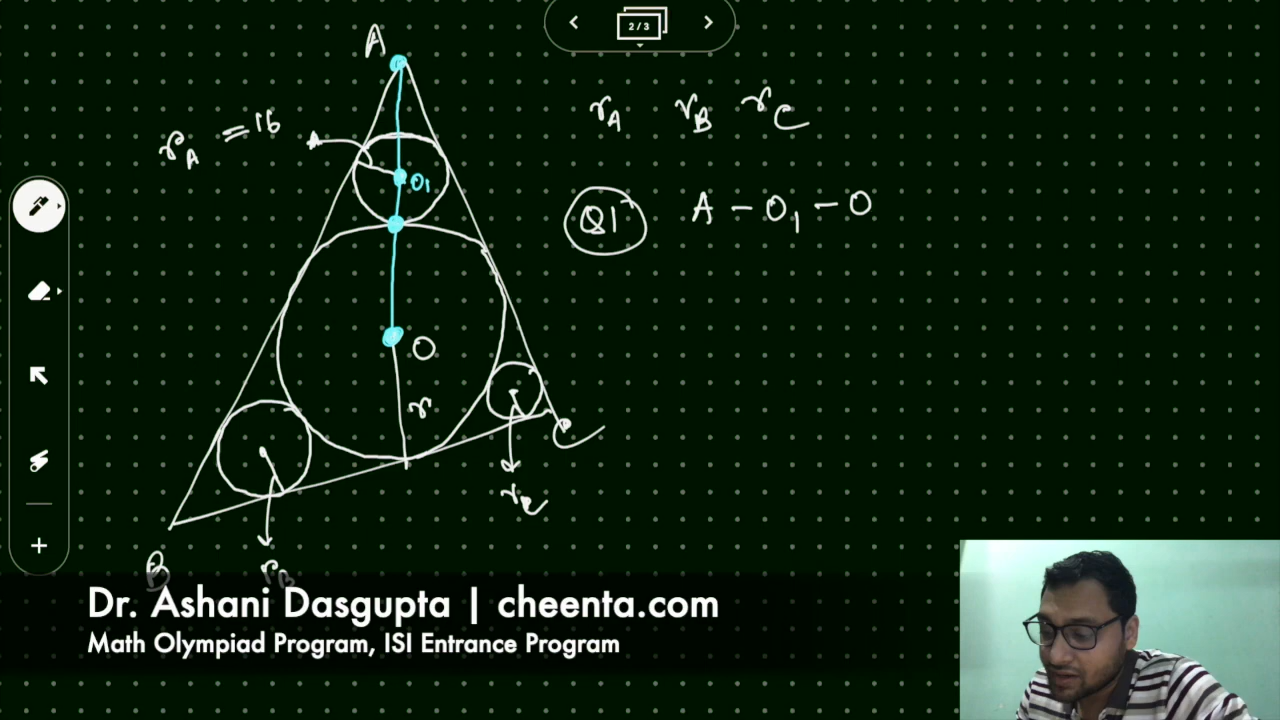 2/3
A
r_A = 16
r_A r_B r_C
O₁
Q1 A - O₁ - O
O
r
C
B
r_B
Dr. Ashani Dasgupta | cheenta.com
Math Olympiad Program, ISI Entrance Program